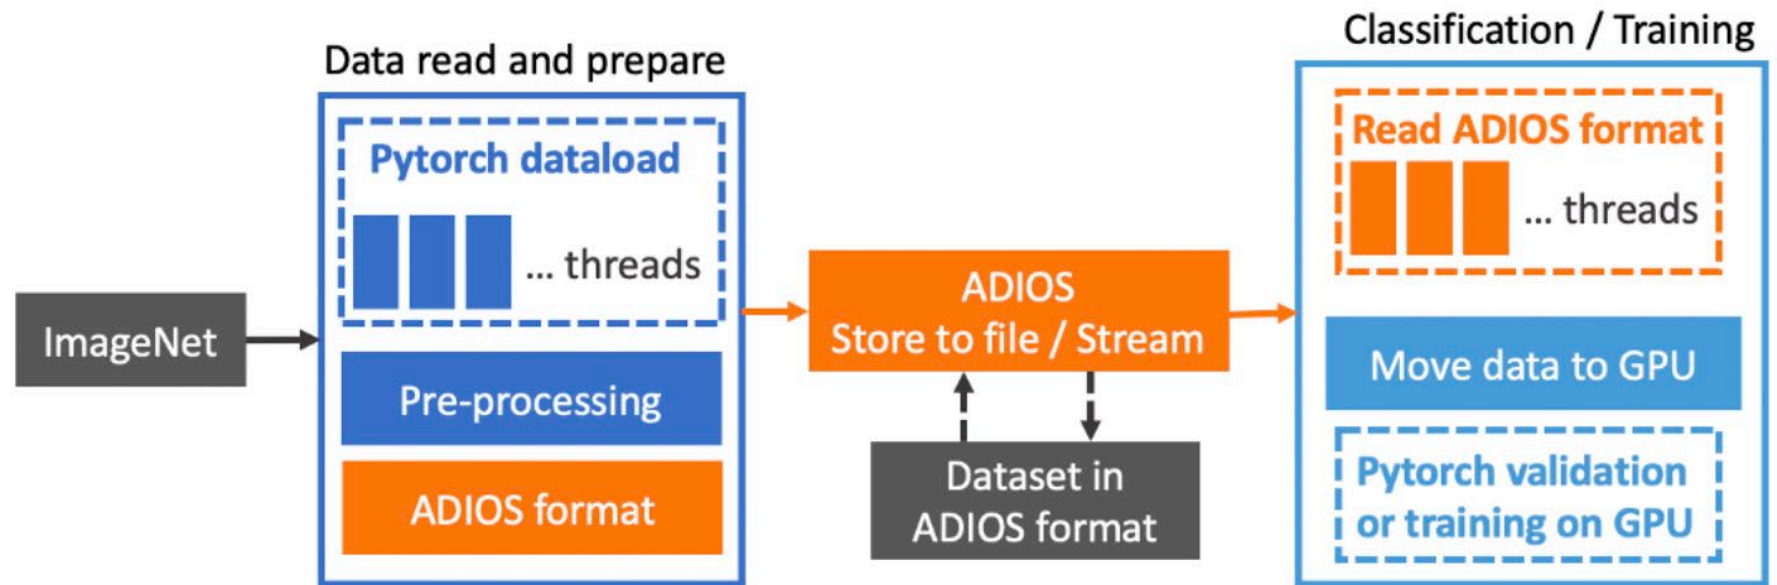 Classification / Training
Data read and prepare
Pytorch dataload
... threads
ImageNet
Pre-processing
ADIOS format
ADIOS
Store to file / Stream
Dataset in
ADIOS format
Read ADIOS format
... threads
Move data to GPU
Pytorch validation
or training on GPU